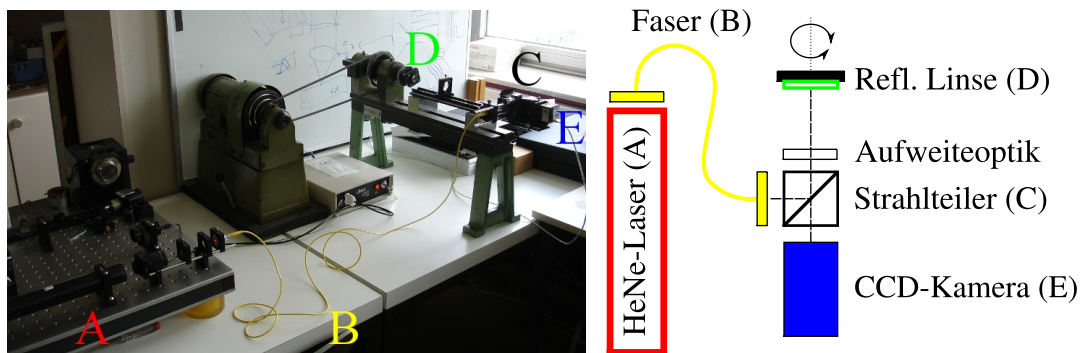 A
B
C
D
E
Faser (B)
Refl. Linse (D)
Aufweiteoptik
Strahlteiler (C)
HeNe-Laser (A)
CCD-Kamera (E)